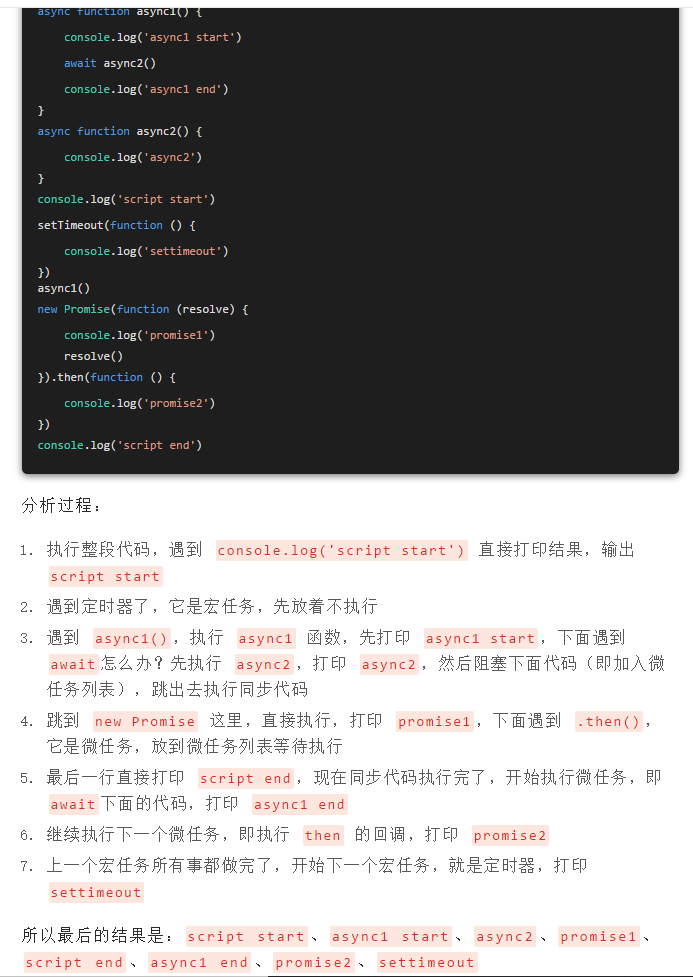 async function async1() {
console.log('async1 start')
await async2()
console.log('async1 end')
}
async function async2() {
console.log('async2')
}
console.log('script start')
setTimeout(function () {
console.log('settimeout')
})
async1()
new Promise(function (resolve) {
console.log('promise1')
resolve()
}).then(function () {
console.log('promise2')
})
console.log('script end')
分析过程：
1. 执行整段代码，遇到 console.log('script start') 直接打印结果，输出
script start
2. 遇到定时器了，它是宏任务，先放着不执行
3. 遇到 async1()，执行 async1 函数，先打印 async1 start，下面遇到
await怎么办？先执行 async2，打印 async2，然后阻塞下面代码（即加入微
任务列表），跳出去执行同步代码
4. 跳到 new Promise 这里，直接执行，打印 promise1，下面遇到 .then()，
它是微任务，放到微任务列表等待执行
5. 最后一行直接打印 script end，现在同步代码执行完了，开始执行微任务，即
await下面的代码，打印 async1 end
6. 继续执行下一个微任务，即执行 then 的回调，打印 promise2
7. 上一个宏任务所有事都做完了，开始下一个宏任务，就是定时器，打印
settimeout
所以最后的结果是：script start、async1 start、async2、promise1、
script end、async1 end、promise2、settimeout